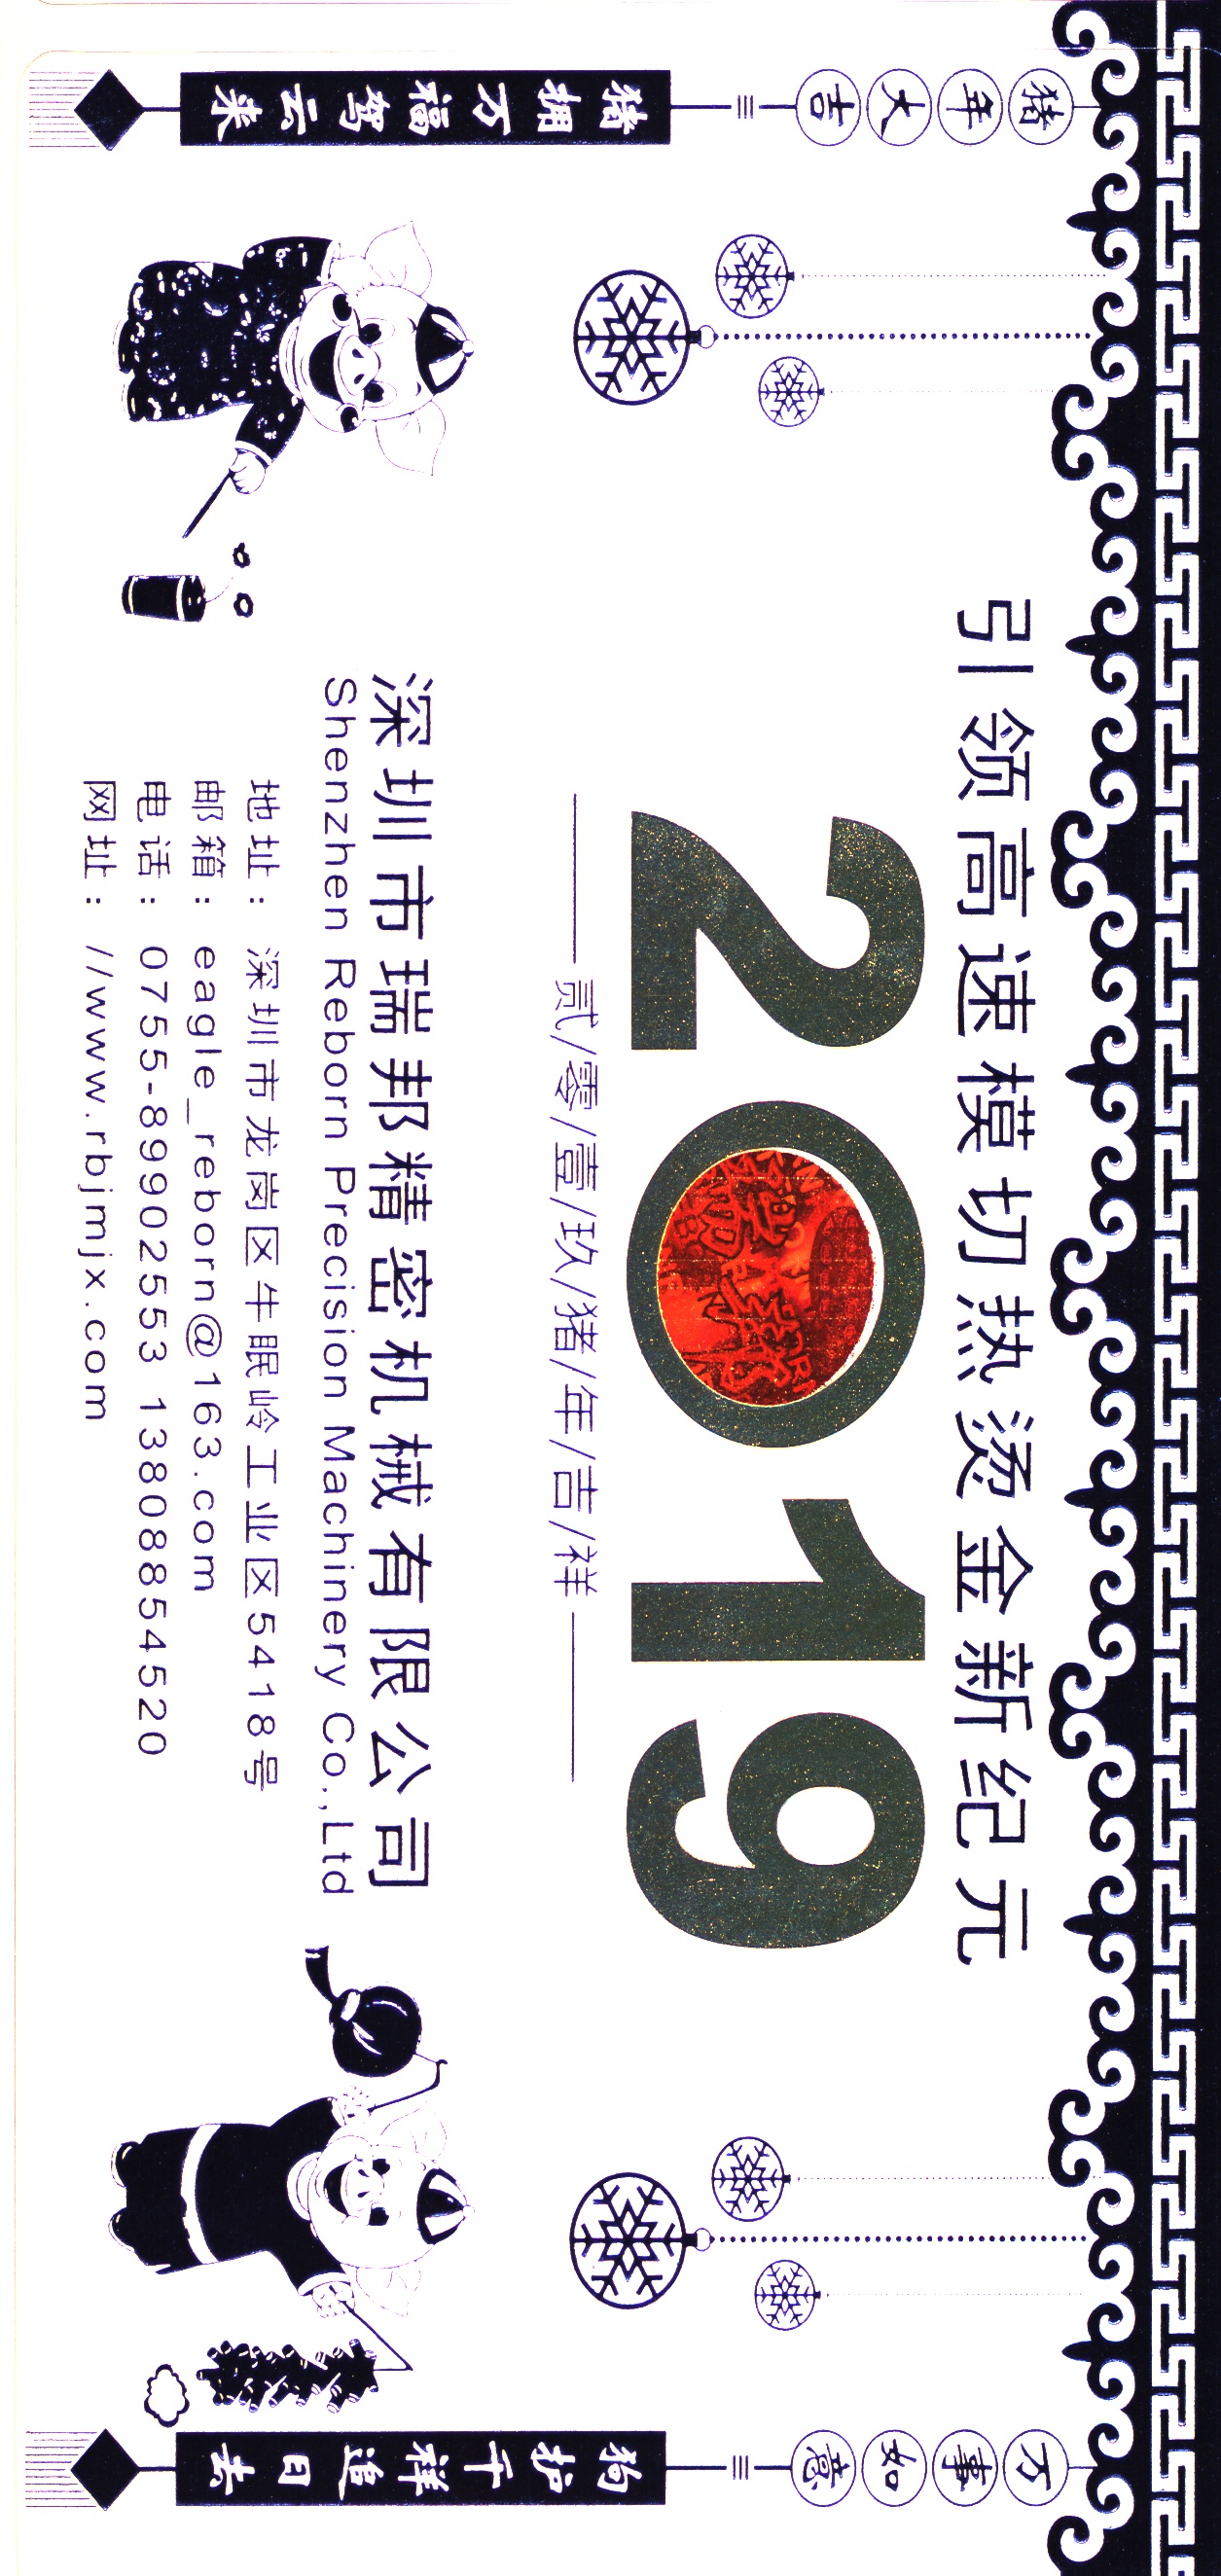 引领高速模切热烫金新纪元
猪年大吉
万事如意
猪拥万福驾云来
狗护千祥追日去
2019
贰/零/壹/玖/猪/年/吉/祥
深圳市瑞邦精密机械有限公司
Shenzhen Reborn Precision Machinery Co.,Ltd
地址：深圳市龙岗区牛眠岭工业区5418号
邮箱：eagle_reborn@163.com
电话：0755-89902553 13808854520
网址：//www.rbjmjx.com